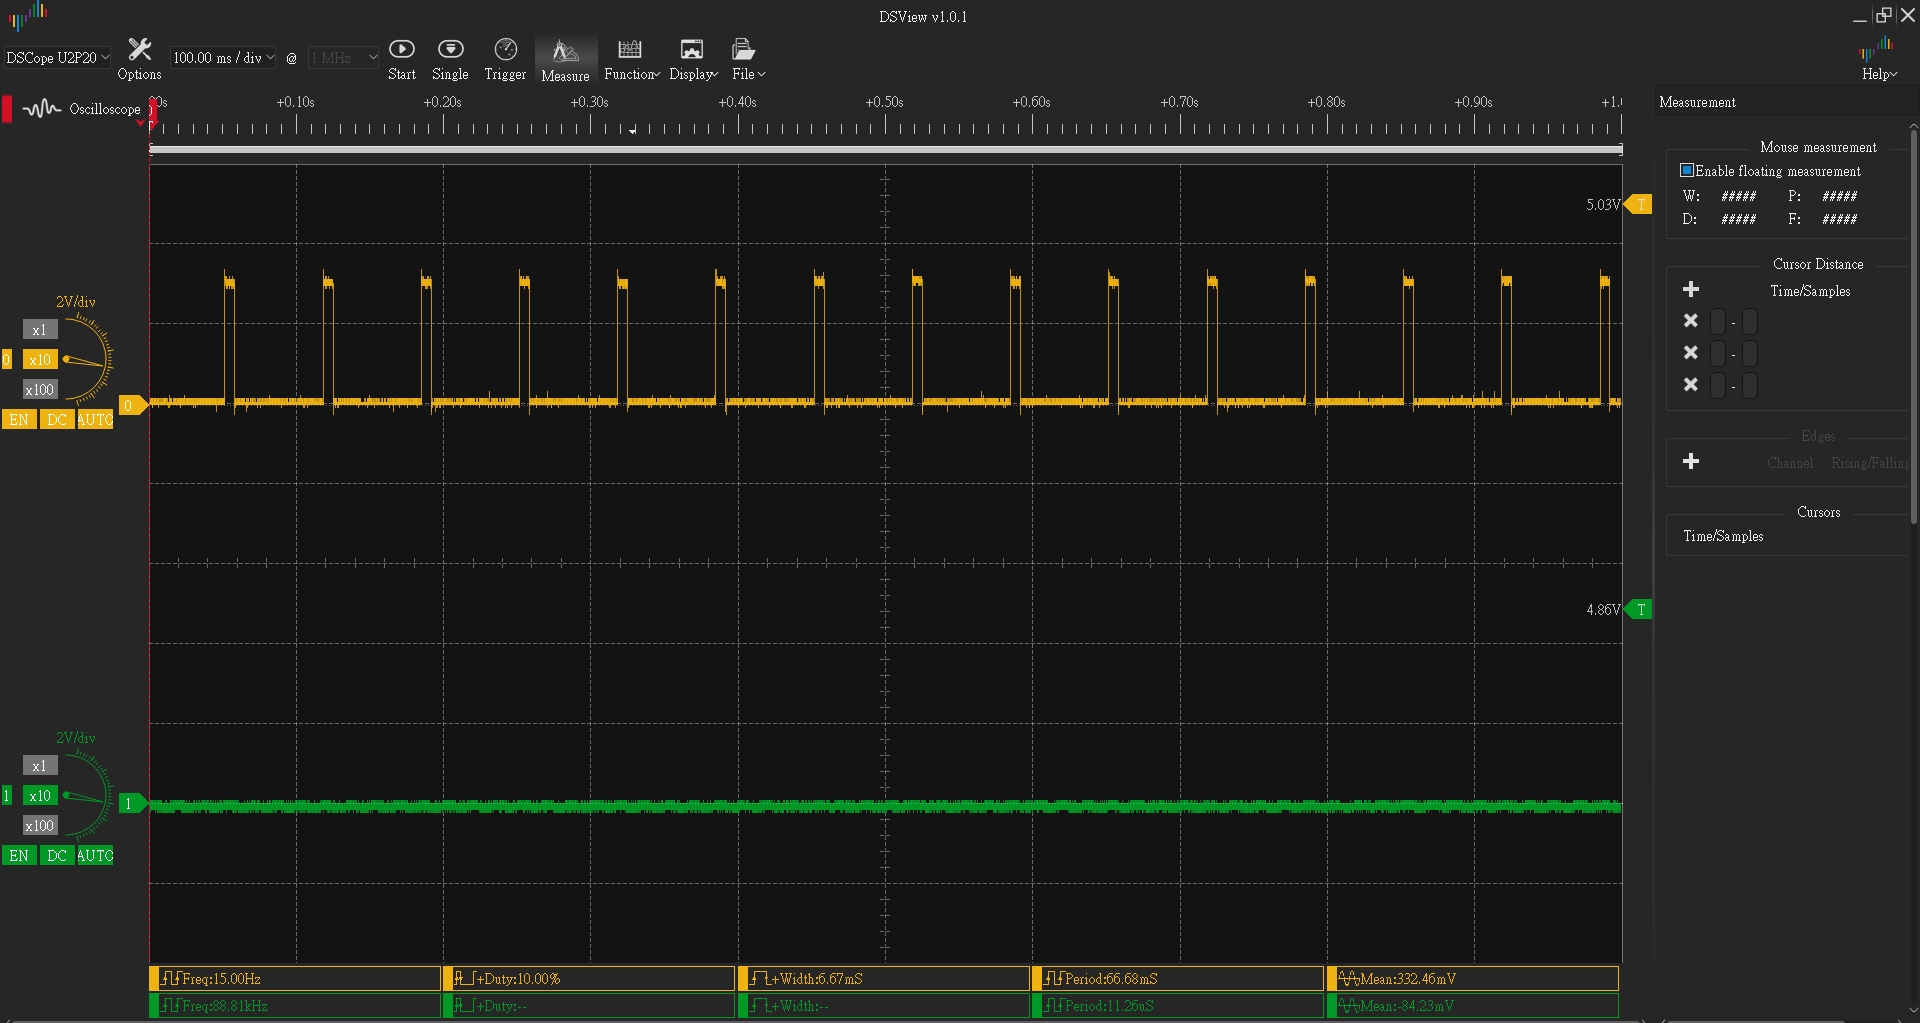 DSView v1.0.1
DSCope U2P20
Options
100.00 ms / div
@
1 MHz
Start
Single
Trigger
Measure
Function
Display
File
Help
Oscilloscope
+0.10s
+0.20s
+0.30s
+0.40s
+0.50s
+0.60s
+0.70s
+0.80s
+0.90s
Measurement
Mouse measurement
Enable floating measurement
W: ##### P: #####
D: ##### F: #####
Cursor Distance
Time/Samples
-
-
-
Edges
Channel Rising/Falling
Cursors
Time/Samples
5.03V T
2V/div
x1
0 x10
x100
EN DC AUTO
0
4.86V T
2V/div
x1
1 x10
x100
EN DC AUTO
1
Freq:15.00Hz +Duty:10.00% +Width:6.67mS Period:66.68mS Mean:332.46mV
Freq:88.81kHz +Duty:-- +Width:-- Period:11.26uS Mean:-84.23mV